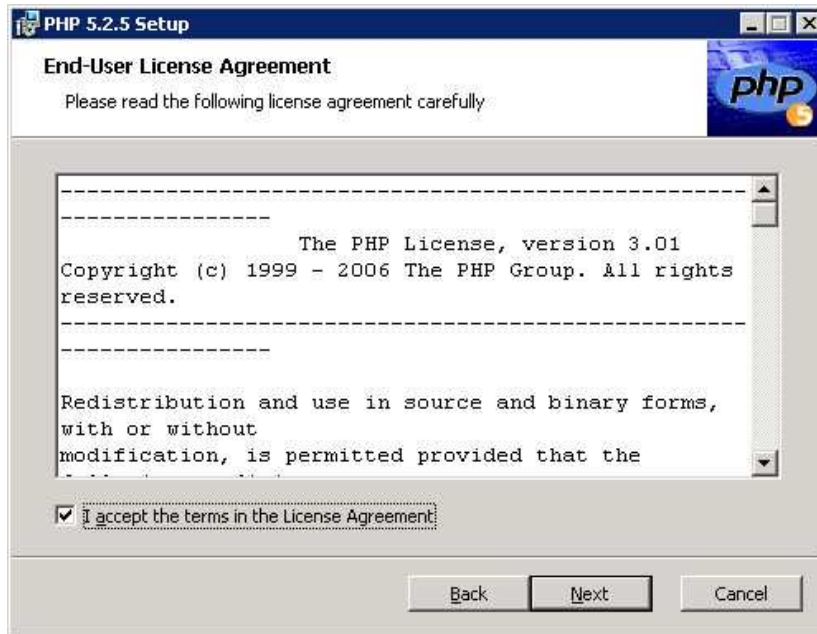 PHP 5.2.5 Setup
End-User License Agreement
Please read the following license agreement carefully
php
5
--------------------------------------------------------------------
----------------
The PHP License, version 3.01
Copyright (c) 1999 - 2006 The PHP Group. All rights
reserved.
--------------------------------------------------------------------
----------------
Redistribution and use in source and binary forms,
with or without
modification, is permitted provided that the
I accept the terms in the License Agreement
Back
Next
Cancel